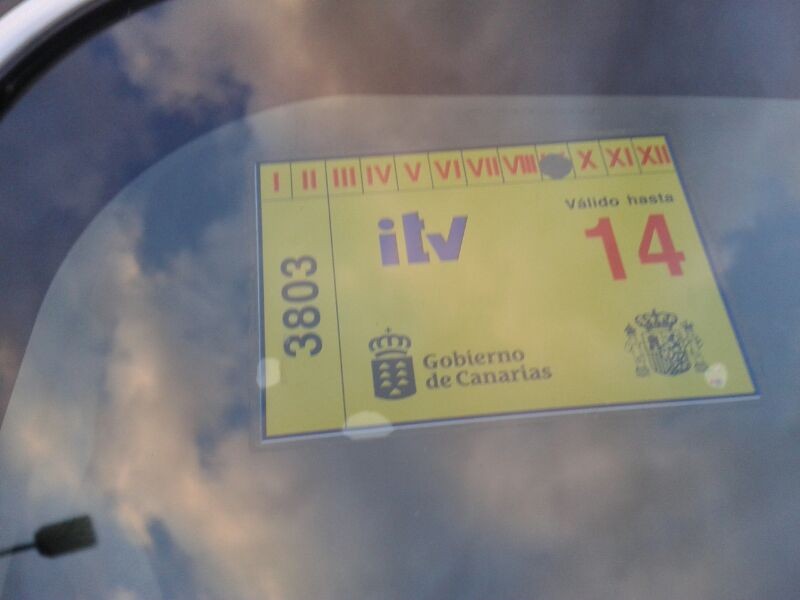 I II III IV V VI VII VIII X XI XII
Válido hasta
itv
14
3803
Gobierno
de Canarias